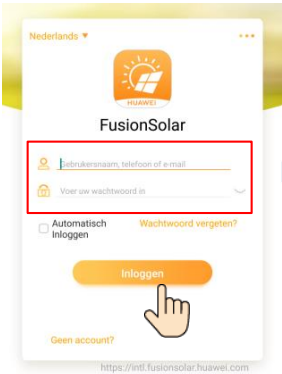 Nederlands ▼
HUAWEI
FusionSolar
Gebruikersnaam, telefoon of e-mail
Voer uw wachtwoord in
Automatisch Inloggen
Wachtwoord vergeten?
Inloggen
Geen account?
https://intl.fusionsolar.huawei.com